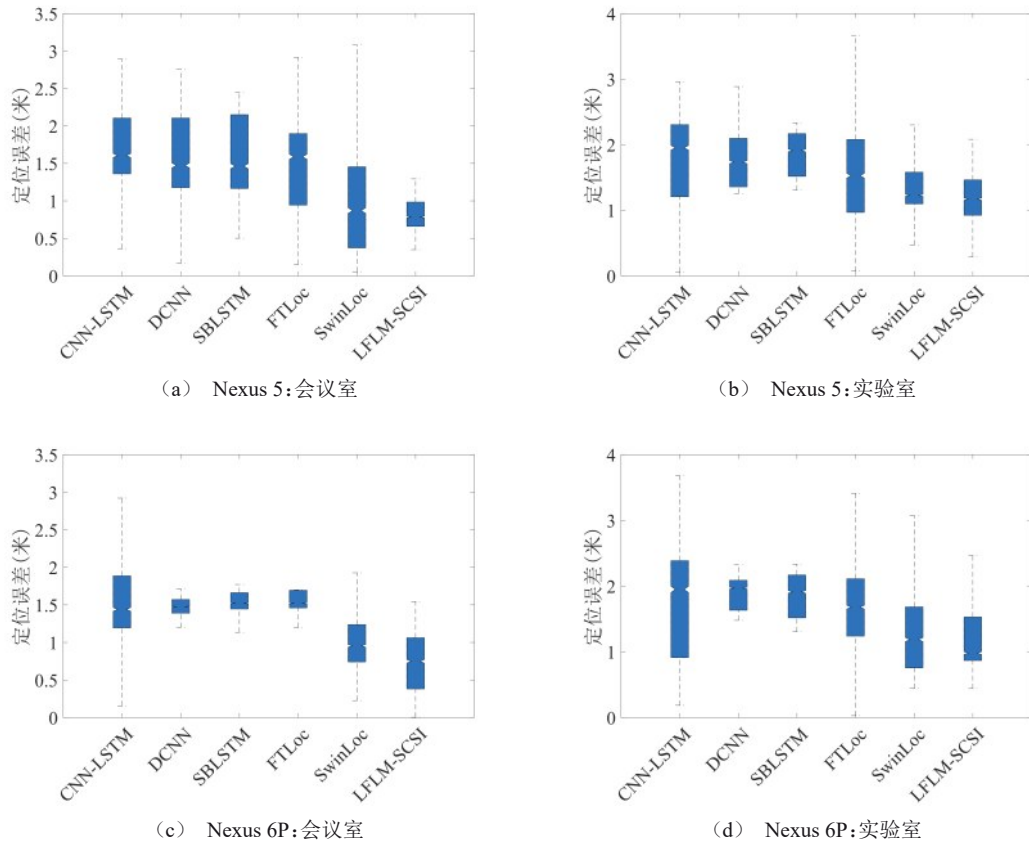 3.5
3
2.5
2
1.5
1
0.5
0
定位误差(米)
CNN-LSTM
DCNN
SBLSTM
FTLoc
SwinLoc
LFLM-SCSI
(a) Nexus 5:会议室
4
3
2
1
0
定位误差(米)
CNN-LSTM
DCNN
SBLSTM
FTLoc
SwinLoc
LFLM-SCSI
(b) Nexus 5:实验室
3.5
3
2.5
2
1.5
1
0.5
0
定位误差(米)
CNN-LSTM
DCNN
SBLSTM
FTLoc
SwinLoc
LFLM-SCSI
(c) Nexus 6P:会议室
4
3
2
1
0
定位误差(米)
CNN-LSTM
DCNN
SBLSTM
FTLoc
SwinLoc
LFLM-SCSI
(d) Nexus 6P:实验室